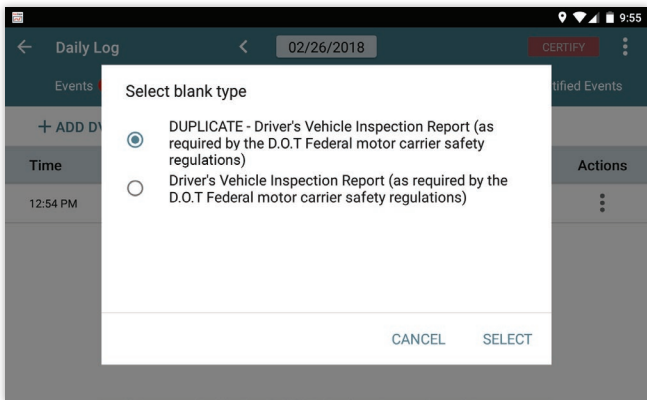 9:55
Daily Log
02/26/2018
CERTIFY
Events
tified Events
+ ADD DV
Time
Actions
12:54 PM
Select blank type
DUPLICATE - Driver's Vehicle Inspection Report (as
required by the D.O.T Federal motor carrier safety
regulations)
Driver's Vehicle Inspection Report (as required by the
D.O.T Federal motor carrier safety regulations)
CANCEL
SELECT